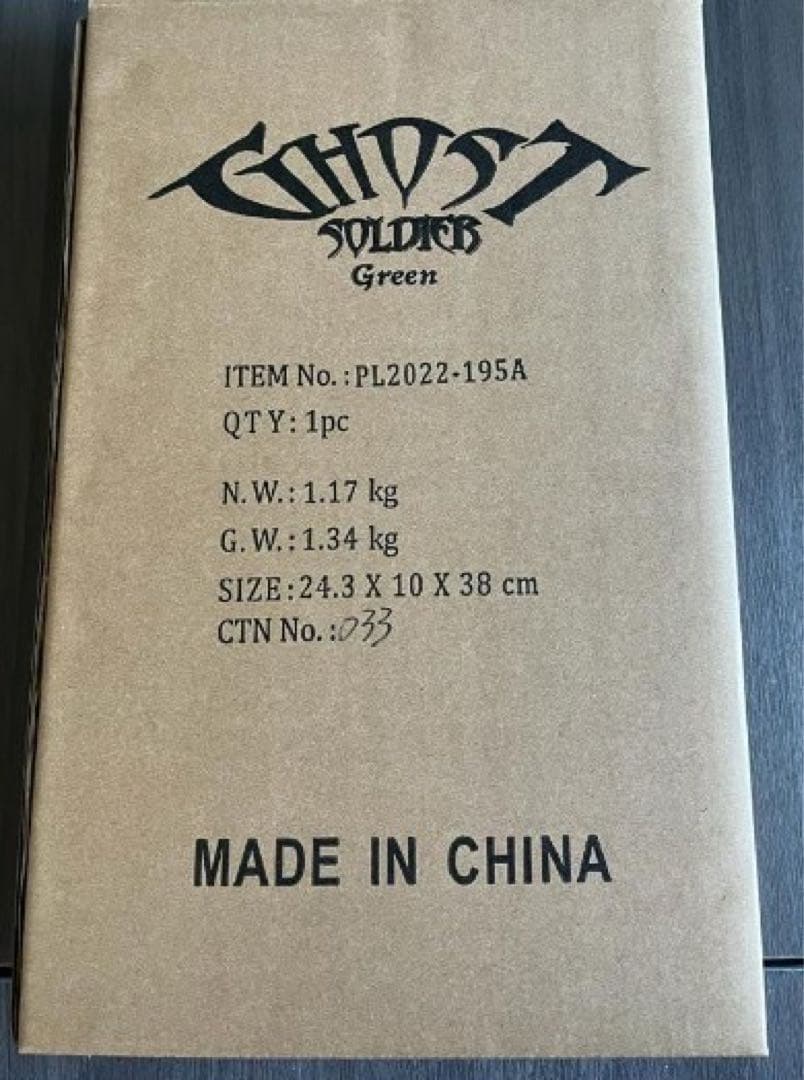 GHOST
SOLDIER
Green
ITEM No.:PL2022-195A
QTY: 1pc
N.W.: 1.17 kg
G.W.: 1.34 kg
SIZE:24.3 X 10 X 38 cm
CTN No.:033
MADE IN CHINA